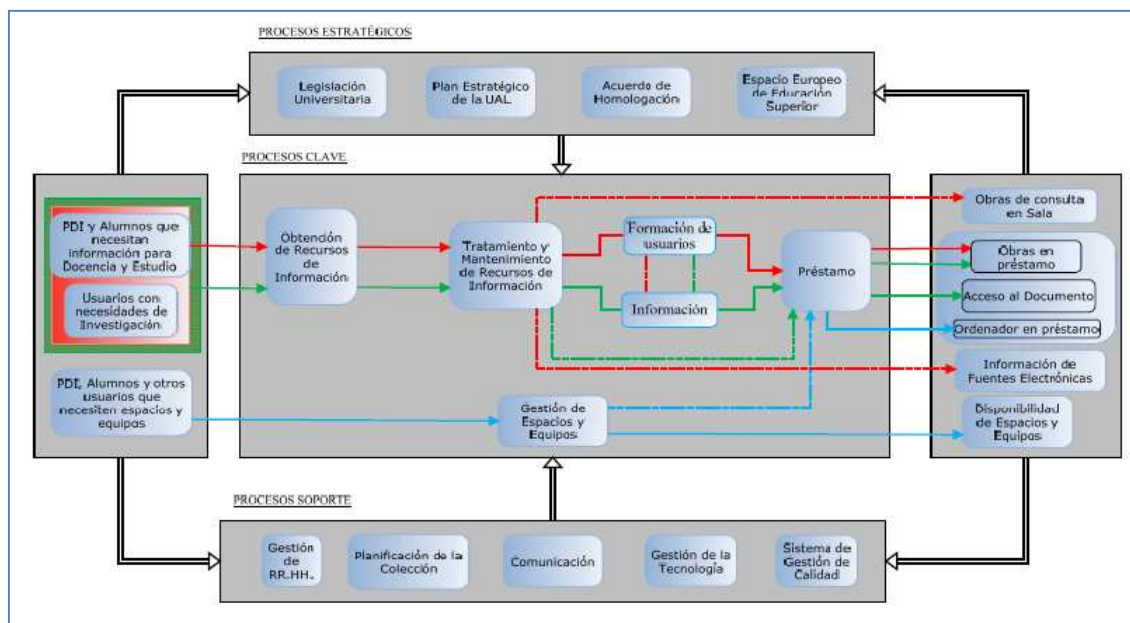 PROCESOS ESTRATÉGICOS
Legislación
Universitaria
Plan Estratégico
de la UAL
Acuerdo de
Homologación
Espacio Europeo
de Educación
Superior
PROCESOS CLAVE
PDI y Alumnos que
necesitan
información para
Docencia y Estudio
Usuarios con
necesidades de
Investigación
PDI, Alumnos y otros
usuarios que
necesiten espacios y
equipos
Obtención
de Recursos
de
Información
Tratamiento y
Mantenimiento
de Recursos de
Información
Formación de
usuarios
Información
Préstamo
Gestión de
Espacios y
Equipos
Obras de consulta
en Sala
Obras en
préstamo
Acceso al Documento
Ordenador en préstamo
Información de
Fuentes Electrónicas
Disponibilidad
de Espacios y
Equipos
PROCESOS SOPORTE
Gestión
de
RR.HH.
Planificación de la
Colección
Comunicación
Gestión de la
Tecnología
Sistema de
Gestión de
Calidad